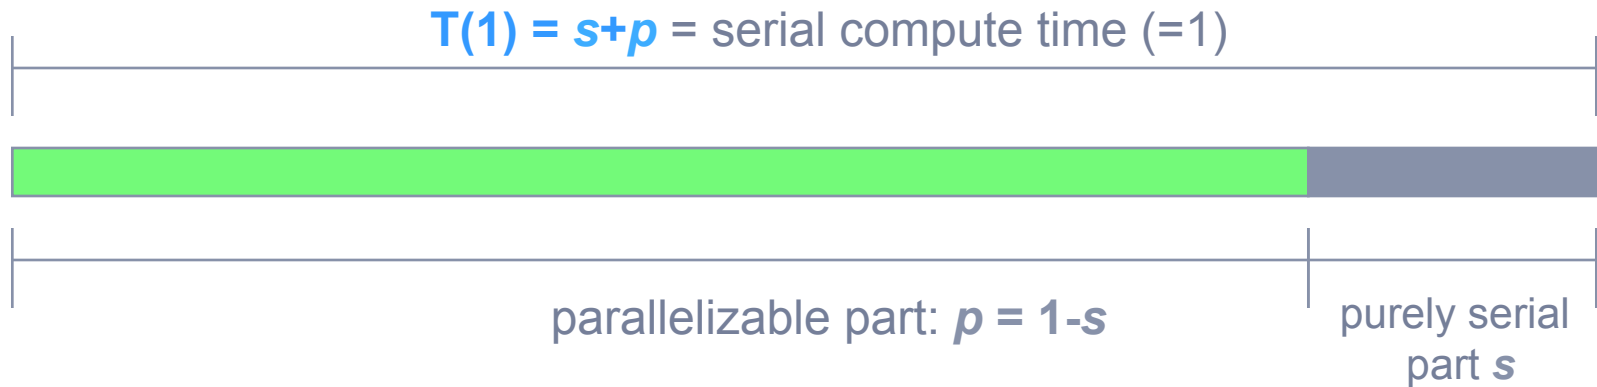 T(1) = s+p = serial compute time (=1)
parallelizable part: p = 1-s
purely serial
part s